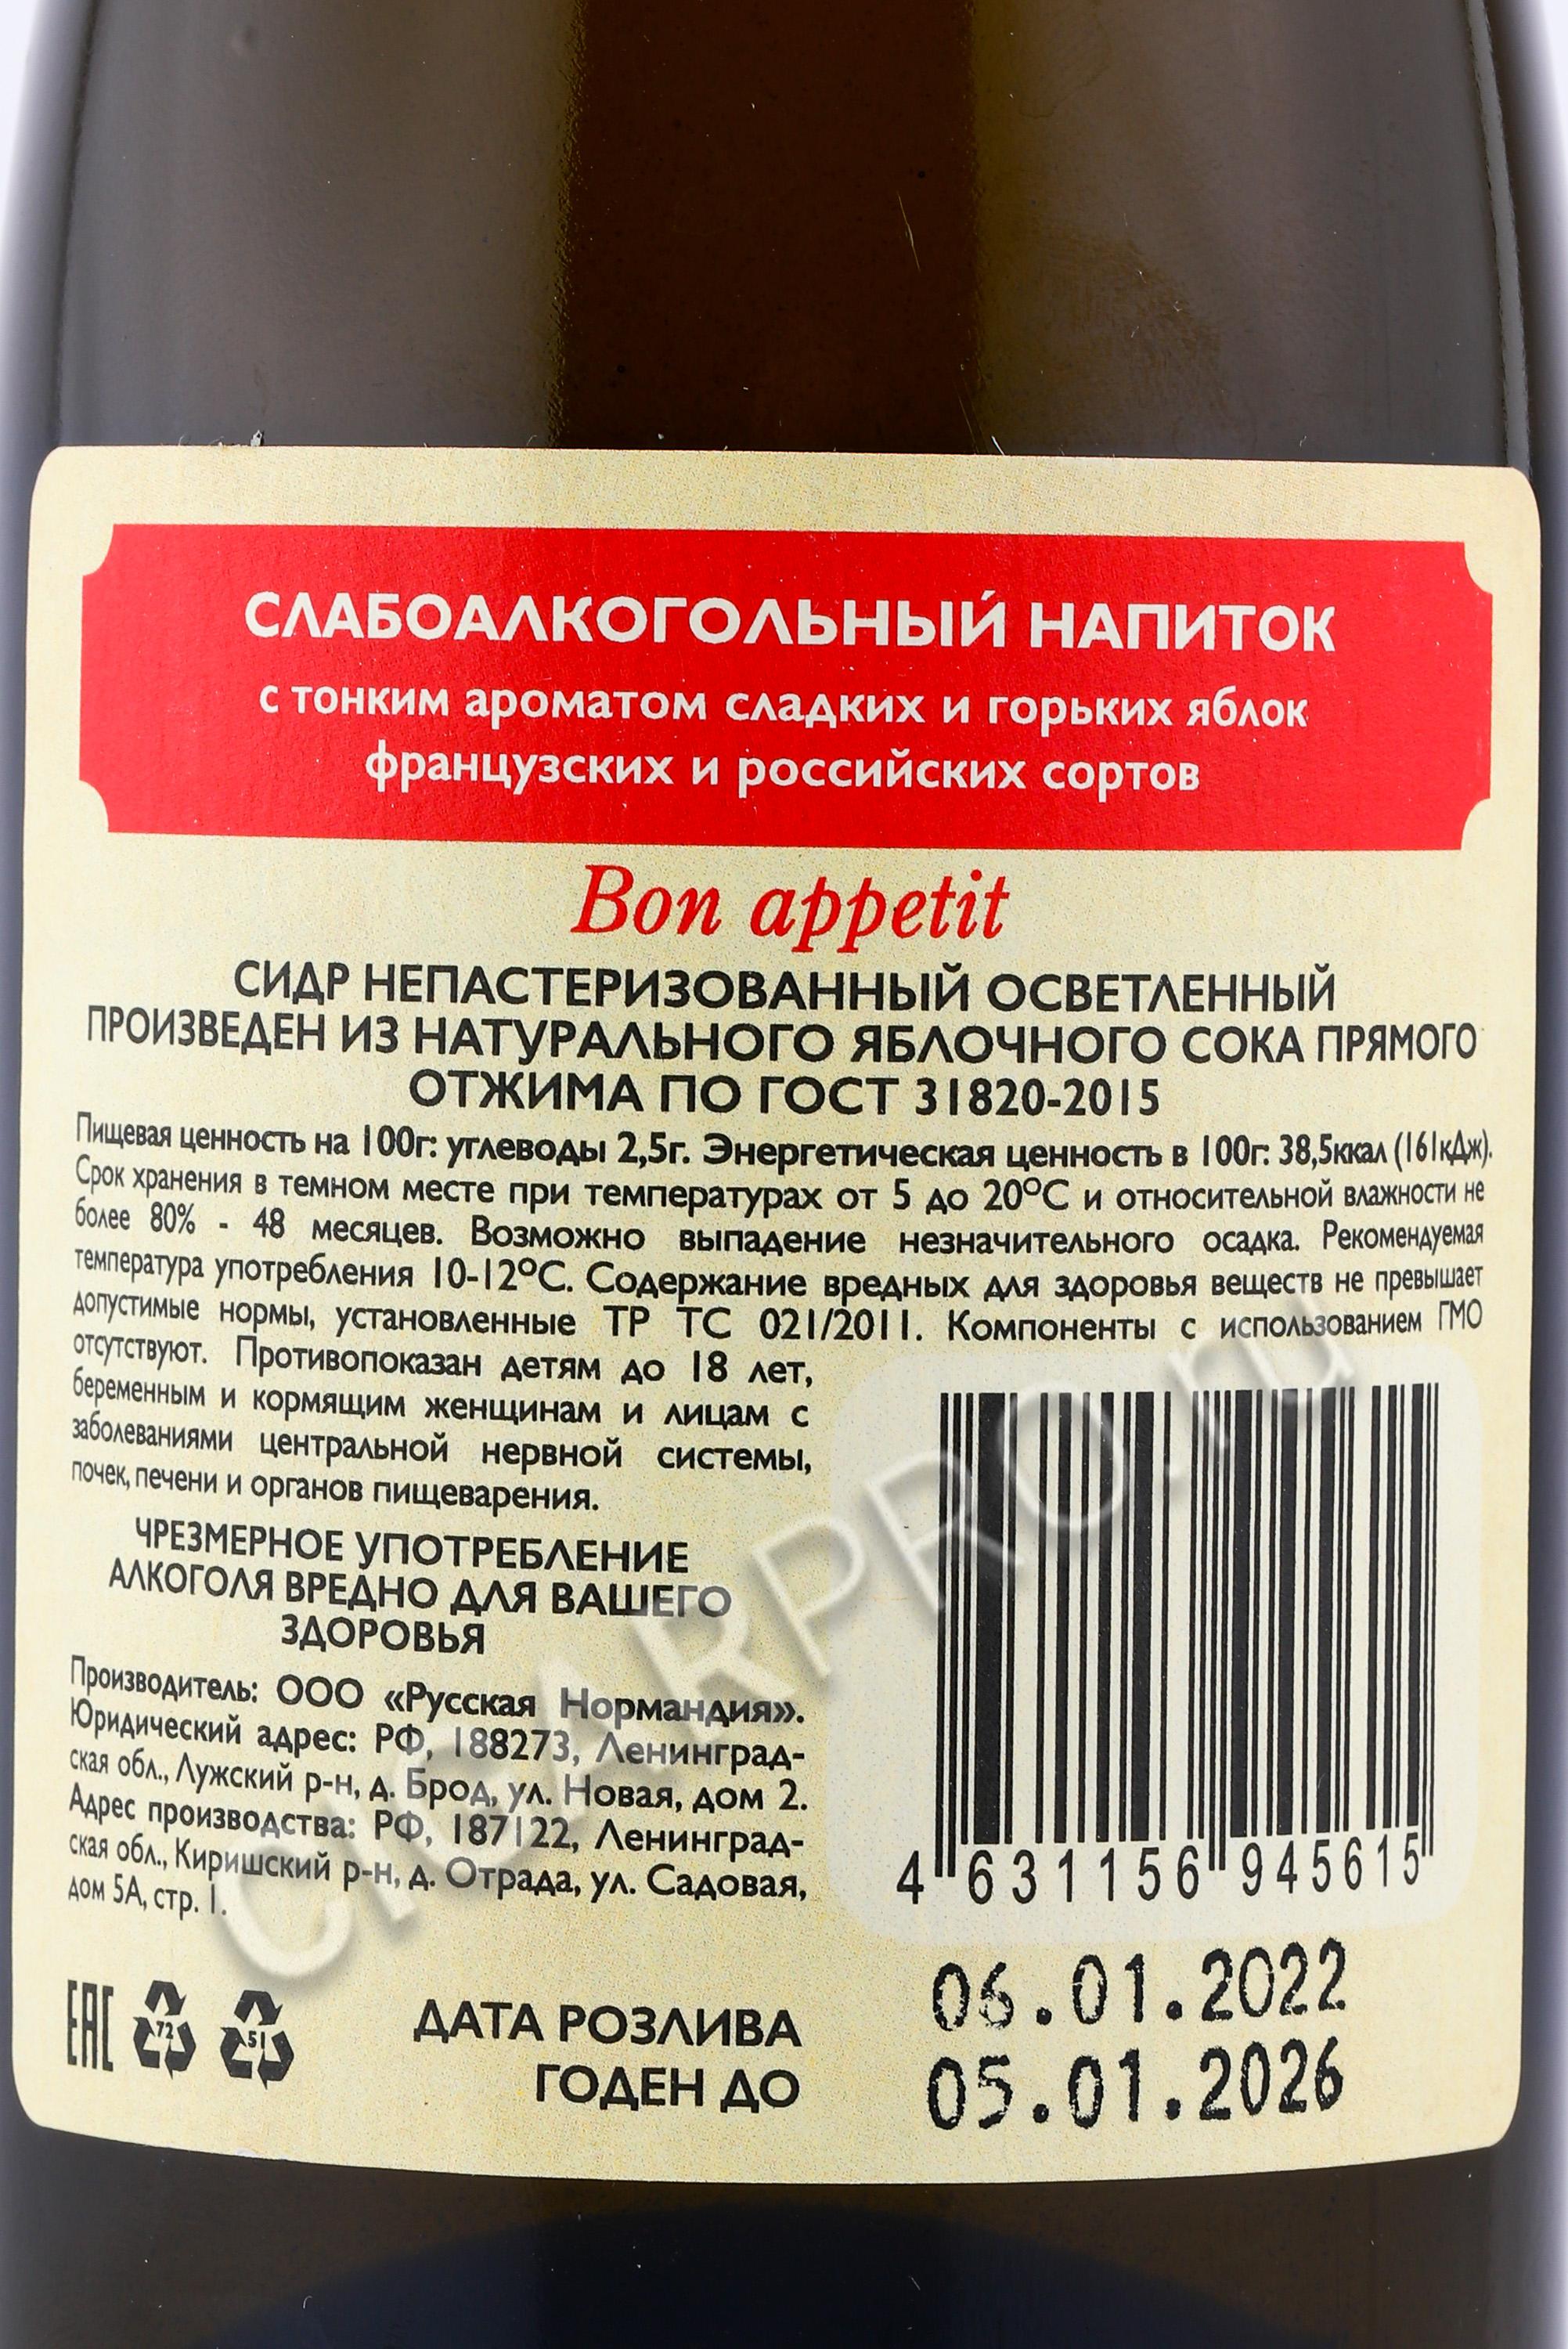 СЛАБОАЛКОГОЛЬНЫЙ НАПИТОК
с тонким ароматом сладких и горьких яблок
французских и российских сортов
Bon appetit
СИДР НЕПАСТЕРИЗОВАННЫЙ ОСВЕТЛЕННЫЙ
ПРОИЗВЕДЕН ИЗ НАТУРАЛЬНОГО ЯБЛОЧНОГО СОКА ПРЯМОГО
ОТЖИМА ПО ГОСТ 31820-2015
Пищевая ценность на 100г: углеводы 2,5г. Энергетическая ценность в 100г: 38,5ккал (161кДж).
Срок хранения в темном месте при температурах от 5 до 20°С и относительной влажности не
более 80% - 48 месяцев. Возможно выпадение незначительного осадка. Рекомендуемая
температура употребления 10-12°С. Содержание вредных для здоровья веществ не превышает
допустимые нормы, установленные ТР ТС 021/2011. Компоненты с использованием ГМО
отсутствуют. Противопоказан детям до 18 лет,
беременным и кормящим женщинам и лицам с
заболеваниями центральной нервной системы,
почек, печени и органов пищеварения.
ЧРЕЗМЕРНОЕ УПОТРЕБЛЕНИЕ
АЛКОГОЛЯ ВРЕДНО ДЛЯ ВАШЕГО
ЗДОРОВЬЯ
Производитель: ООО «Русская Нормандия».
Юридический адрес: РФ, 188273, Ленинград-
ская обл., Лужский р-н, д. Брод, ул. Новая, дом 2.
Адрес производства: РФ, 187122, Ленинград-
ская обл., Киришский р-н, д. Отрада, ул. Садовая,
дом 5А, стр. 1.
4 631156 945615
EAC 72 51
ДАТА РОЗЛИВА 06.01.2022
ГОДЕН ДО 05.01.2026
CIGARPRO.ru